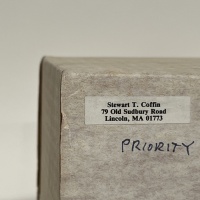 Stewart T. Coffin
79 Old Sudbury Road
Lincoln, MA 01773
PRIORITY